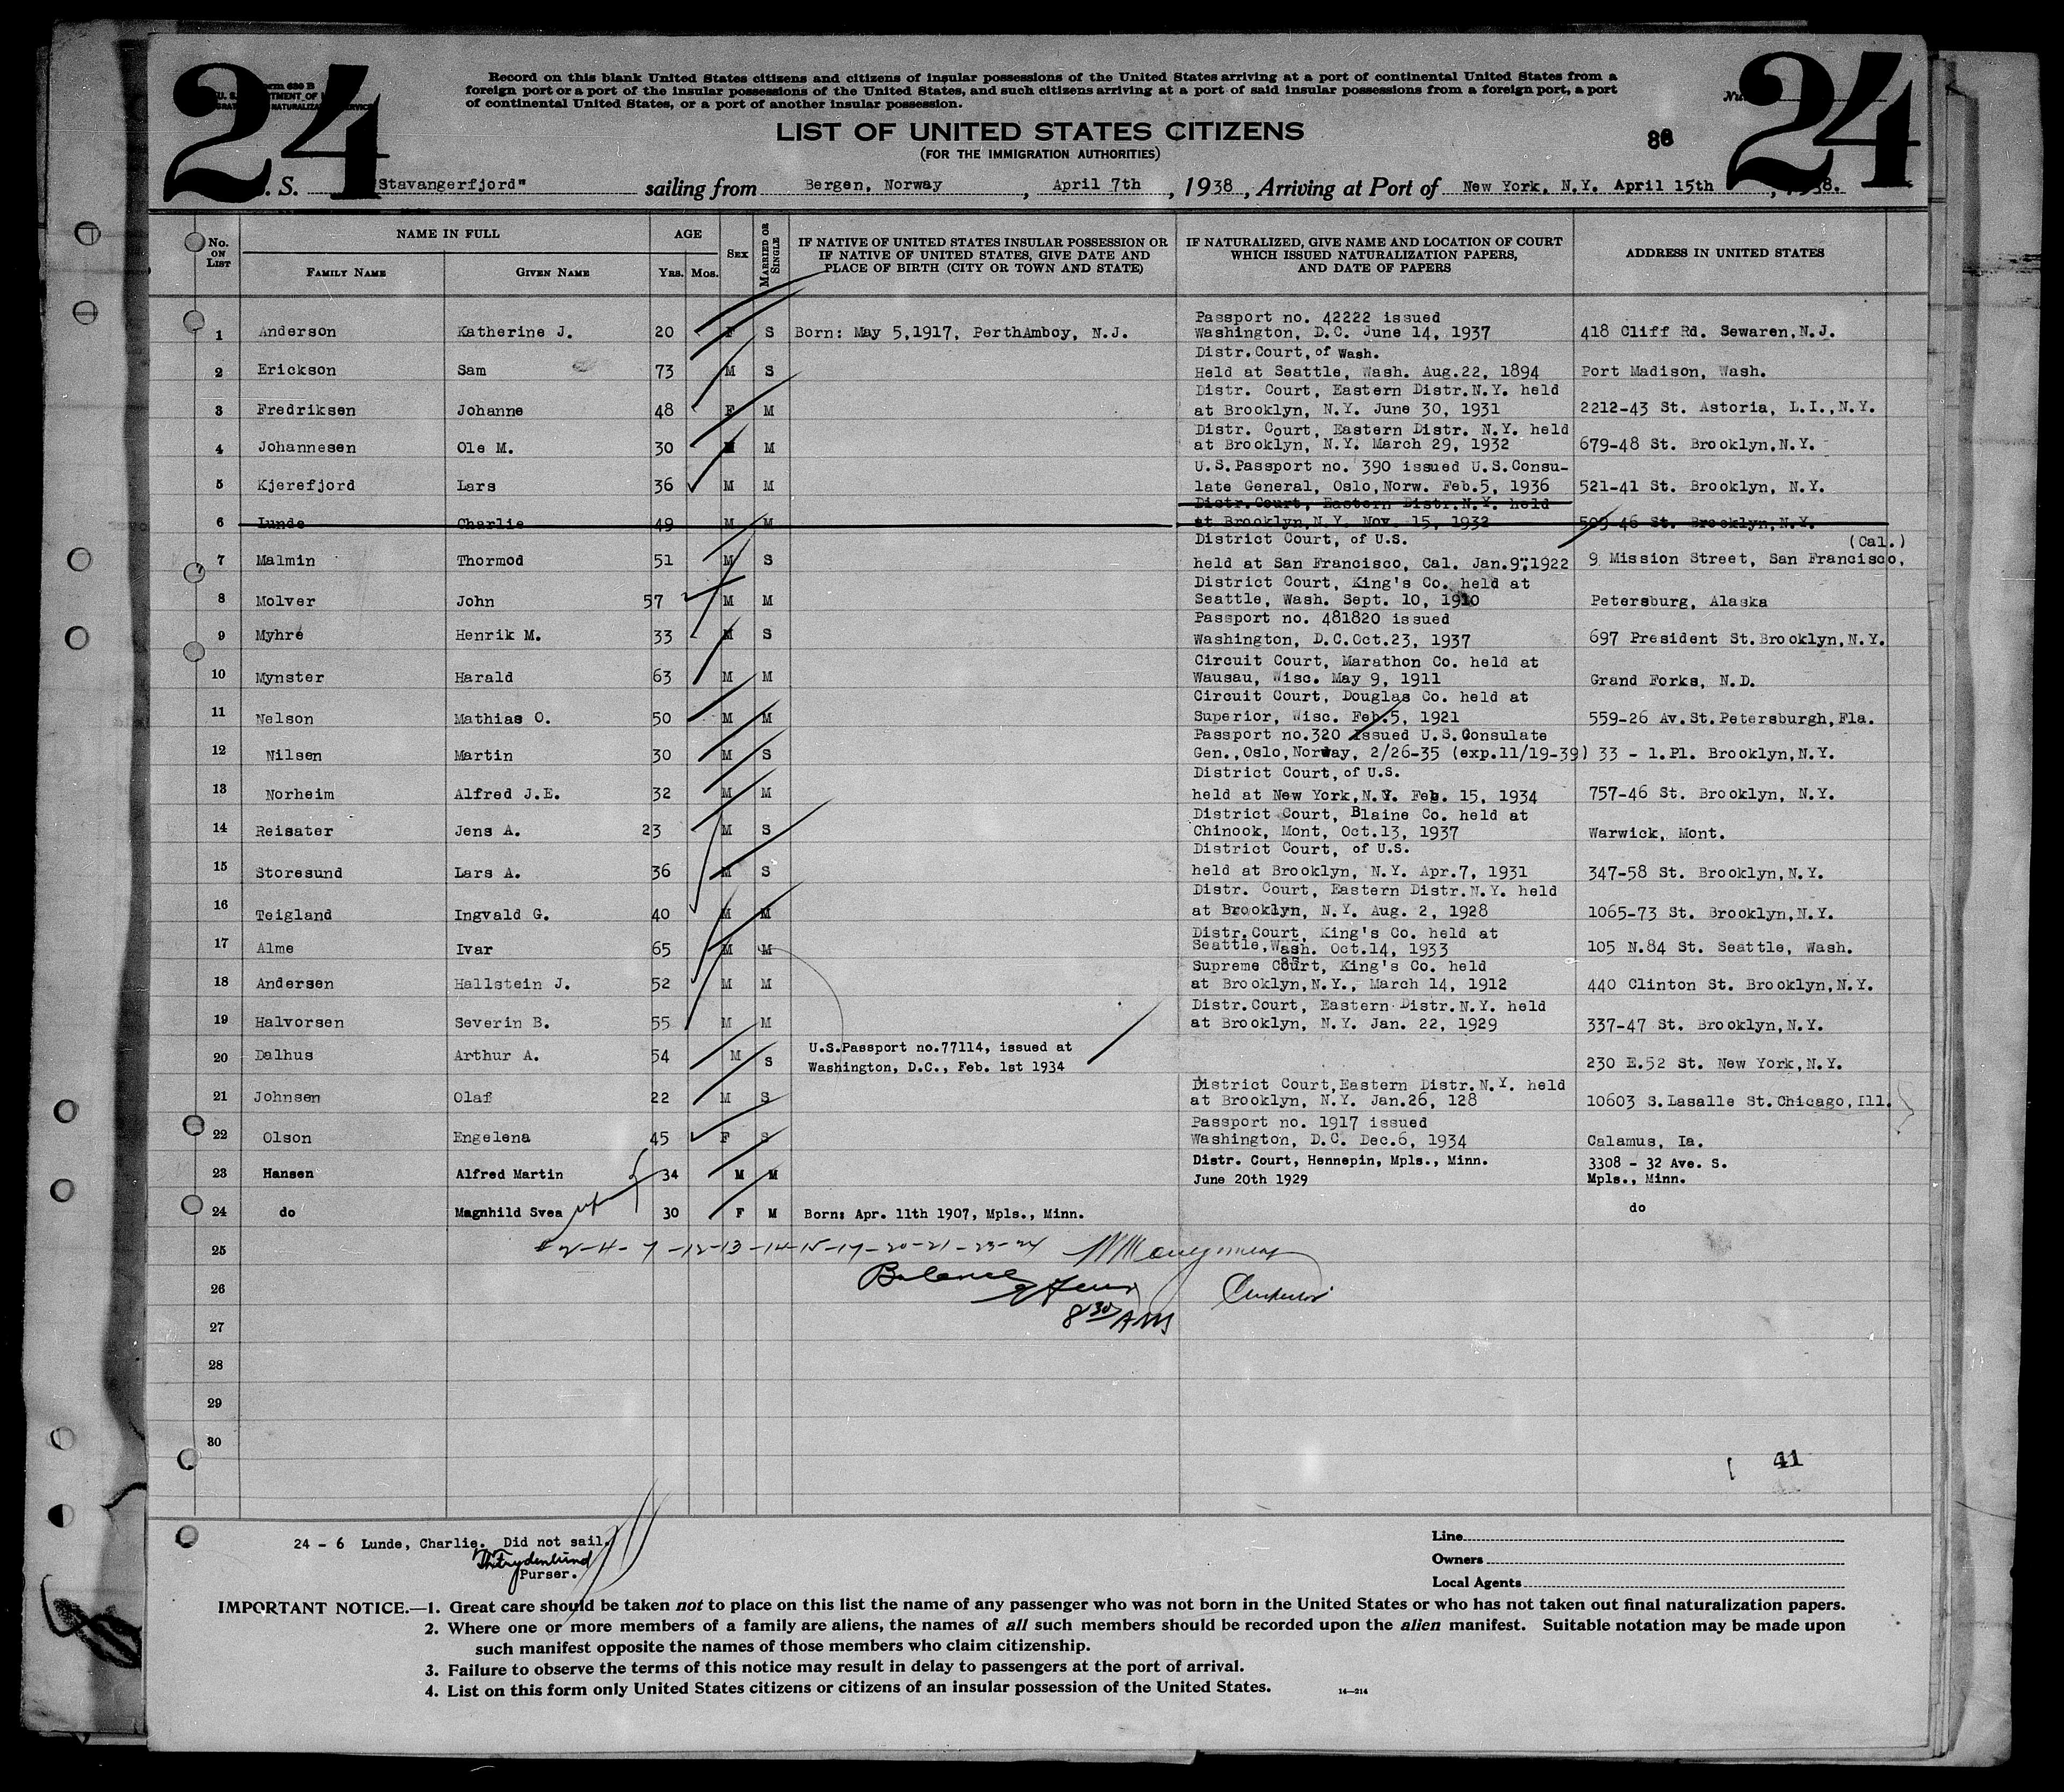 24
24
Form 630 B
Record on this blank United States citizens and citizens of insular possessions of the United States arriving at a port of continental United States from a
foreign port or a port of the insular possessions of the United States, and such citizens arriving at a port of said insular possessions from a foreign port, a port
of continental United States, or a port of another insular possession.
LIST OF UNITED STATES CITIZENS
(FOR THE IMMIGRATION AUTHORITIES)
88
S. Stavangerfjord" sailing from Bergen, Norway, April 7th, 1938, Arriving at Port of New York, N.Y. April 15th, 1938.
No. ON LIST
NAME IN FULL
FAMILY NAME GIVEN NAME
AGE
YRS. MOS.
SEX
MARRIED OR SINGLE
IF NATIVE OF UNITED STATES INSULAR POSSESSION OR
IF NATIVE OF UNITED STATES, GIVE DATE AND
PLACE OF BIRTH (CITY OR TOWN AND STATE)
IF NATURALIZED, GIVE NAME AND LOCATION OF COURT
WHICH ISSUED NATURALIZATION PAPERS,
AND DATE OF PAPERS
ADDRESS IN UNITED STATES
Passport no. 42222 issued
1 Anderson Katherine J. 20 F S Born: May 5,1917, PerthAmboy, N.J. Washington, D.C. June 14, 1937 418 Cliff Rd. Sewaren,N.J.
Distr.Court, of Wash.
2 Erickson Sam 73 M S Held at Seattle, Wash. Aug.22, 1894 Port Madison, Wash.
Distr. Court, Eastern Distr.N.Y. held
3 Fredriksen Johanne 48 F M at Brooklyn, N.Y. June 30, 1931 2212-43 St. Astoria, L.I.,N.Y.
Distr. Court, Eastern Distr. N.Y. held
4 Johannesen Ole M. 30 M M at Brooklyn, N.Y. March 29, 1932 679-48 St. Brooklyn,N.Y.
U.S.Passport no. 390 issued U.S.Consu-
5 Kjerefjord Lars 36 M M late General, Oslo,Norw. Feb.5, 1936 521-41 St. Brooklyn, N.Y.
Distr.Court, Eastern Distr.N.Y. held
6 Lunde Charlie 49 M M at Brooklyn,N.Y. Nov. 15, 1932 509-46 St. Brooklyn,N.Y.
District Court, of U.S. (Cal.)
7 Malmin Thormod 51 M S held at San Francisco, Cal. Jan.9, 1922 9 Mission Street, San Francisco,
District Court, King's Co. held at
8 Molver John 57 M M Seattle, Wash. Sept. 10, 1910 Petersburg, Alaska
Passport no. 481820 issued
9 Myhre Henrik M. 33 M S Washington, D.C.Oct.23, 1937 697 President St.Brooklyn,N.Y.
Circuit Court, Marathon Co. held at
10 Mynster Harald 63 M M Wausau, Wisc. May 9, 1911 Grand Forks, N.D.
Circuit Court, Douglas Co. held at
11 Nelson Mathias O. 50 M M Superior, Wisc. Feb.5, 1921 559-26 Av.St.Petersburgh,Fla.
Passport no.320 issued U.S.Consulate
12 Nilsen Martin 30 M S Gen.,Oslo,Norway, 2/26-35 (exp.11/19-39) 33 - 1.Pl. Brooklyn,N.Y.
District Court, of U.S.
13 Norheim Alfred J.E. 32 M M held at New York,N.Y. Feb. 15, 1934 757-46 St. Brooklyn, N.Y.
District Court, Blaine Co. held at
14 Reisater Jens A. 23 M S Chinook, Mont, Oct.13, 1937 Warwick, Mont.
District Court, of U.S.
15 Storesund Lars A. 36 M S held at Brooklyn, N.Y. Apr.7, 1931 347-58 St. Brooklyn,N.Y.
Distr. Court, Eastern Distr.N.Y. held
16 Teigland Ingvald G. 40 M M at Brooklyn, N.Y. Aug. 2, 1928 1065-73 St. Brooklyn,N.Y.
Distr.Court, King's Co. held at
17 Alme Ivar 65 M M Seattle,Wash. Oct.14, 1933 105 N.84 St. Seattle, Wash.
Supreme Court, King's Co. held
18 Andersen Hallstein J. 52 M M at Brooklyn,N.Y., March 14, 1912 440 Clinton St. Brooklyn,N.Y.
Distr.Court, Eastern Distr.N.Y. held
19 Halvorsen Severin B. 55 M M at Brooklyn, N.Y. Jan. 22, 1929 337-47 St. Brooklyn,N.Y.
U.S.Passport no.77114, issued at
20 Dalhus Arthur A. 54 M S Washington, D.C., Feb. 1st 1934 230 E.52 St. New York,N.Y.
District Court,Eastern Distr.N.Y. held
21 Johnsen Olaf 22 M S at Brooklyn, N.Y. Jan.26, 128 10603 S.Lasalle St.Chicago,Ill.
Passport no. 1917 issued
22 Olson Engelena 45 F S Washington, D.C. Dec.6, 1934 Calamus, Ia.
23 Hansen Alfred Martin 34 M M Distr. Court, Hennepin, Mpls., Minn. 3308 - 32 Ave. S.
June 20th 1929 Mpls., Minn.
24 do Magnhild Svea 30 F M Born: Apr. 11th 1907, Mpls., Minn. do
25 2-4-7-12-13-14-15-17-20-21-23-24
26 Balance
27 8 30 AM
28
29
30
41
24 - 6 Lunde, Charlie. Did not sail.
Purser.
Line
Owners
Local Agents
IMPORTANT NOTICE.—1. Great care should be taken not to place on this list the name of any passenger who was not born in the United States or who has not taken out final naturalization papers.
2. Where one or more members of a family are aliens, the names of all such members should be recorded upon the alien manifest. Suitable notation may be made upon
such manifest opposite the names of those members who claim citizenship.
3. Failure to observe the terms of this notice may result in delay to passengers at the port of arrival.
4. List on this form only United States citizens or citizens of an insular possession of the United States.
14—214